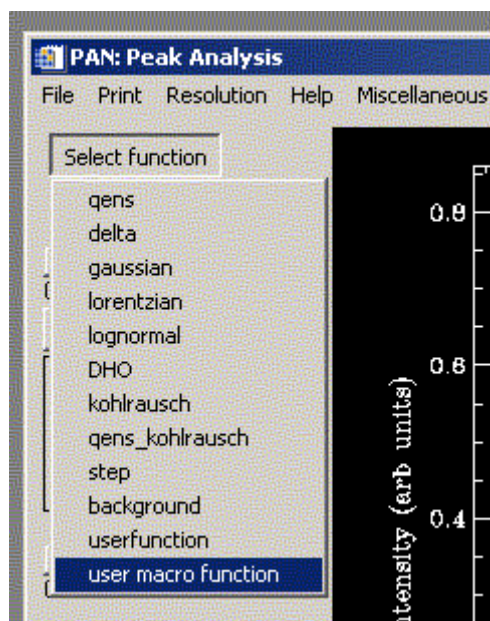 PAN: Peak Analysis
File Print Resolution Help Miscellaneous
Select function
qens
delta
gaussian
lorentzian
lognormal
DHO
kohlrausch
qens_kohlrausch
step
background
userfunction
user macro function
0.8
0.6
0.4
ntensity (arb units)